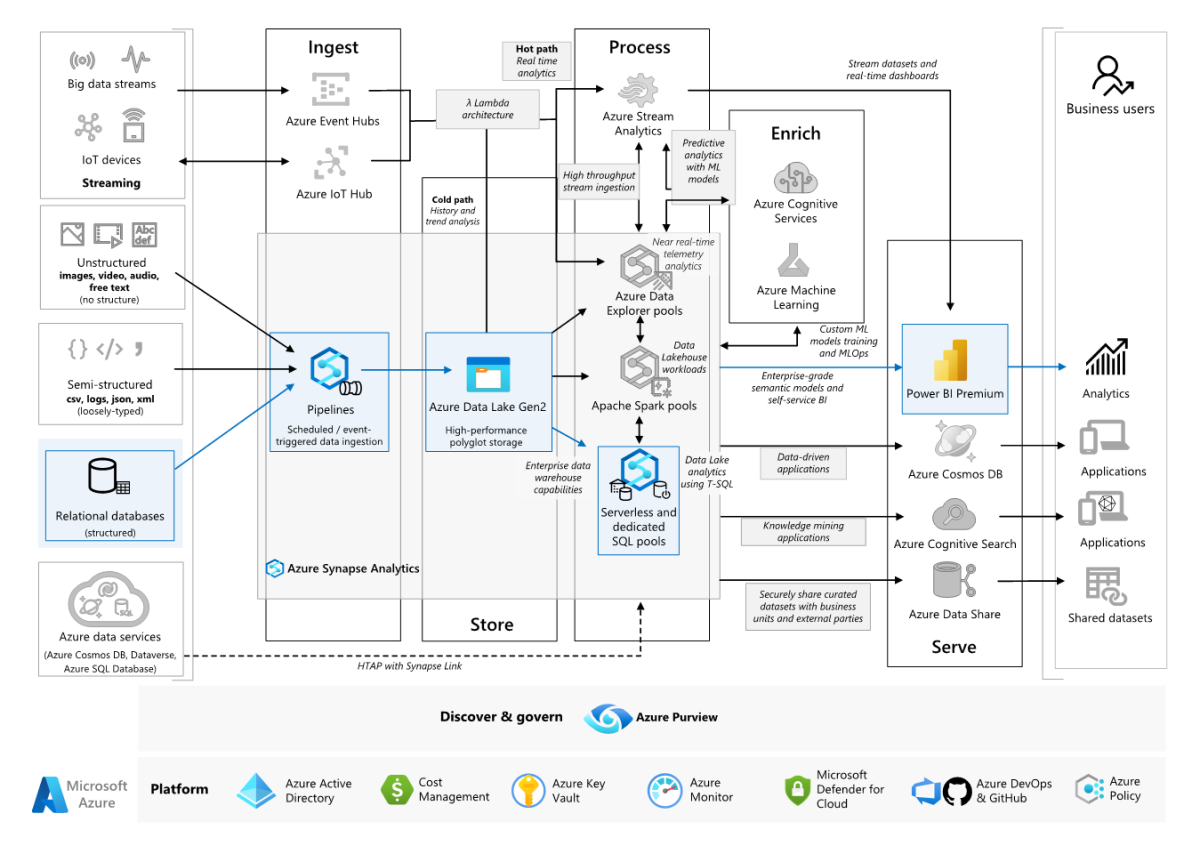 Ingest
Process
Hot path
Real time
analytics
Stream datasets and
real-time dashboards
Big data streams
IoT devices
Streaming
Azure Event Hubs
Azure IoT Hub
λ Lambda
architecture
Azure Stream
Analytics
High throughput
stream ingestion
Predictive
analytics
with ML
models
Enrich
Azure Cognitive
Services
Azure Machine
Learning
Business users
Cold path
History and
trend analysis
Abc
def
Unstructured
images, video, audio,
free text
(no structure)
Near real-time
telemetry
analytics
Azure Data
Explorer pools
{} </> ,
Semi-structured
csv, logs, json, xml
(loosely-typed)
Pipelines
Scheduled / event-
triggered data ingestion
Azure Data Lake Gen2
High-performance
polyglot storage
Data
Lakehouse
workloads
Apache Spark pools
Custom ML
models training
and MLOps
Enterprise-grade
semantic models and
self-service BI
Power BI Premium
Analytics
Relational databases
(structured)
Enterprise data
warehouse
capabilities
Data Lake
analytics
using T-SQL
Serverless and
dedicated
SQL pools
Data-driven
applications
Azure Cosmos DB
Applications
Knowledge mining
applications
Azure Cognitive Search
Applications
Azure Synapse Analytics
SQL
Azure data services
(Azure Cosmos DB, Dataverse,
Azure SQL Database)
Store
HTAP with Synapse Link
Securely share curated
datasets with business
units and external parties
Azure Data Share
Shared datasets
Serve
Discover & govern
Azure Purview
Microsoft
Azure
Platform
Azure Active
Directory
$
Cost
Management
Azure Key
Vault
Azure
Monitor
Microsoft
Defender for
Cloud
Azure DevOps
& GitHub
Azure
Policy